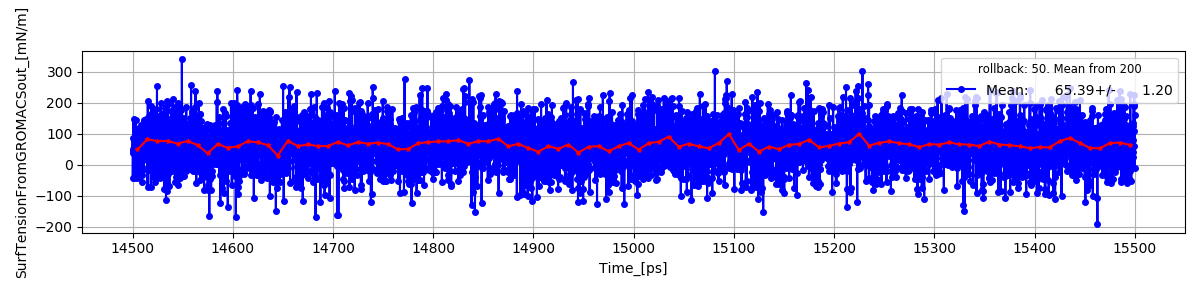 SurfTensionFromGROMACSout_[mN/m]
300
200
100
0
−100
−200
rollback: 50. Mean from 200
Mean: 65.39+/- 1.20
14500 14600 14700 14800 14900 15000 15100 15200 15300 15400 15500
Time_[ps]